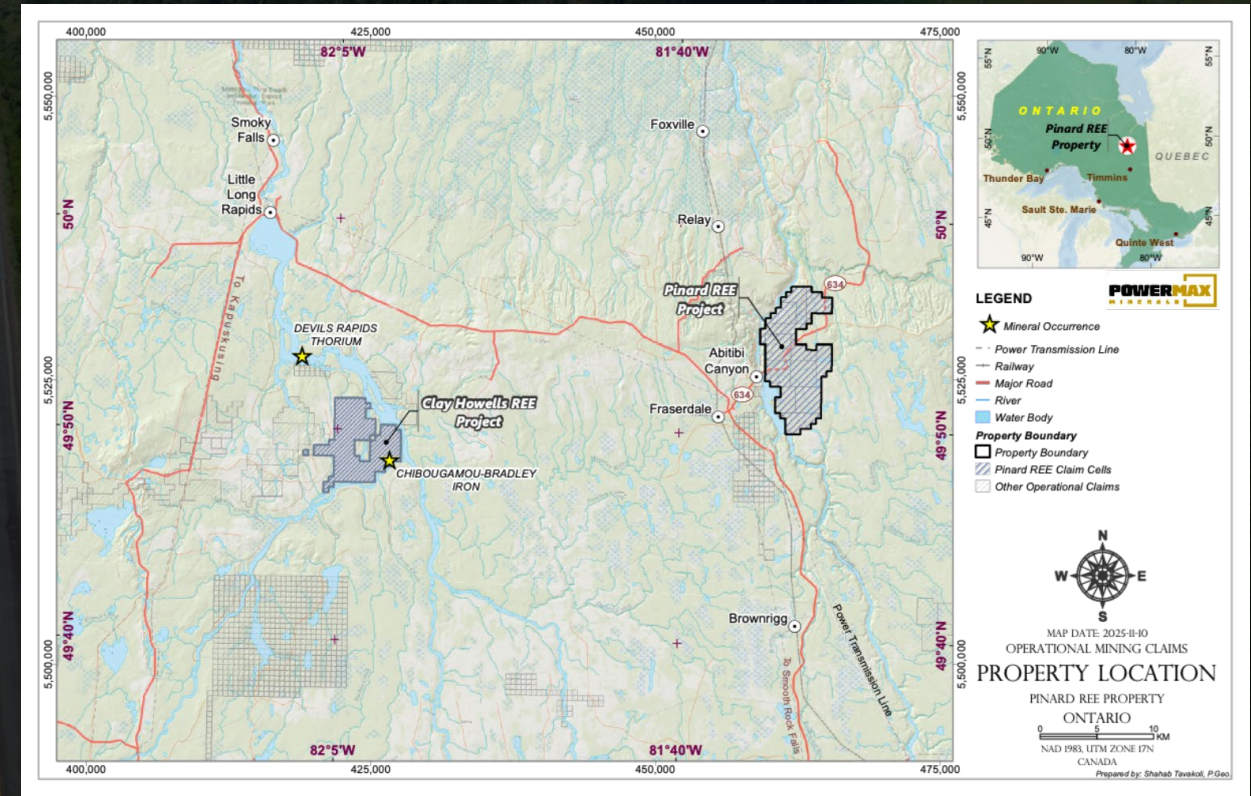 400,000
425,000
450,000
475,000
82°5'W
81°40'W
5,550,000
5,550,000
Smoky
Falls
Foxville
Little
Long
Rapids
50°N
50°N
Relay
To Kapuskusing
634
Pinard REE
Project
DEVILS RAPIDS
THORIUM
Abitibi
Canyon
5,525,000
5,525,000
634
Clay Howells REE
Project
Fraserdale
49°50'N
49°50'N
CHIBOUGAMOU-BRADLEY
IRON
Brownrigg
Power Transmission Line
49°40'N
49°40'N
5,500,000
5,500,000
To Smooth Rock Falls
82°5'W
81°40'W
400,000
425,000
450,000
475,000
90°W
80°W
55°N
55°N
ONTARIO
Pinard REE
Property
50°N
50°N
QUEBEC
Thunder Bay
Timmins
Sault Ste. Marie
45°N
45°N
Quinte West
90°W
80°W
POWERMAX
MINERALS
LEGEND
Mineral Occurrence
Power Transmission Line
Railway
Major Road
River
Water Body
Property Boundary
Property Boundary
Pinard REE Claim Cells
Other Operational Claims
N
W
E
S
MAP DATE: 2025-11-10
OPERATIONAL MINING CLAIMS
PROPERTY LOCATION
PINARD REE PROPERTY
ONTARIO
0 5 10
KM
NAD 1983, UTM ZONE 17N
CANADA
Prepared by: Shahab Tavakoli, P.Geo.